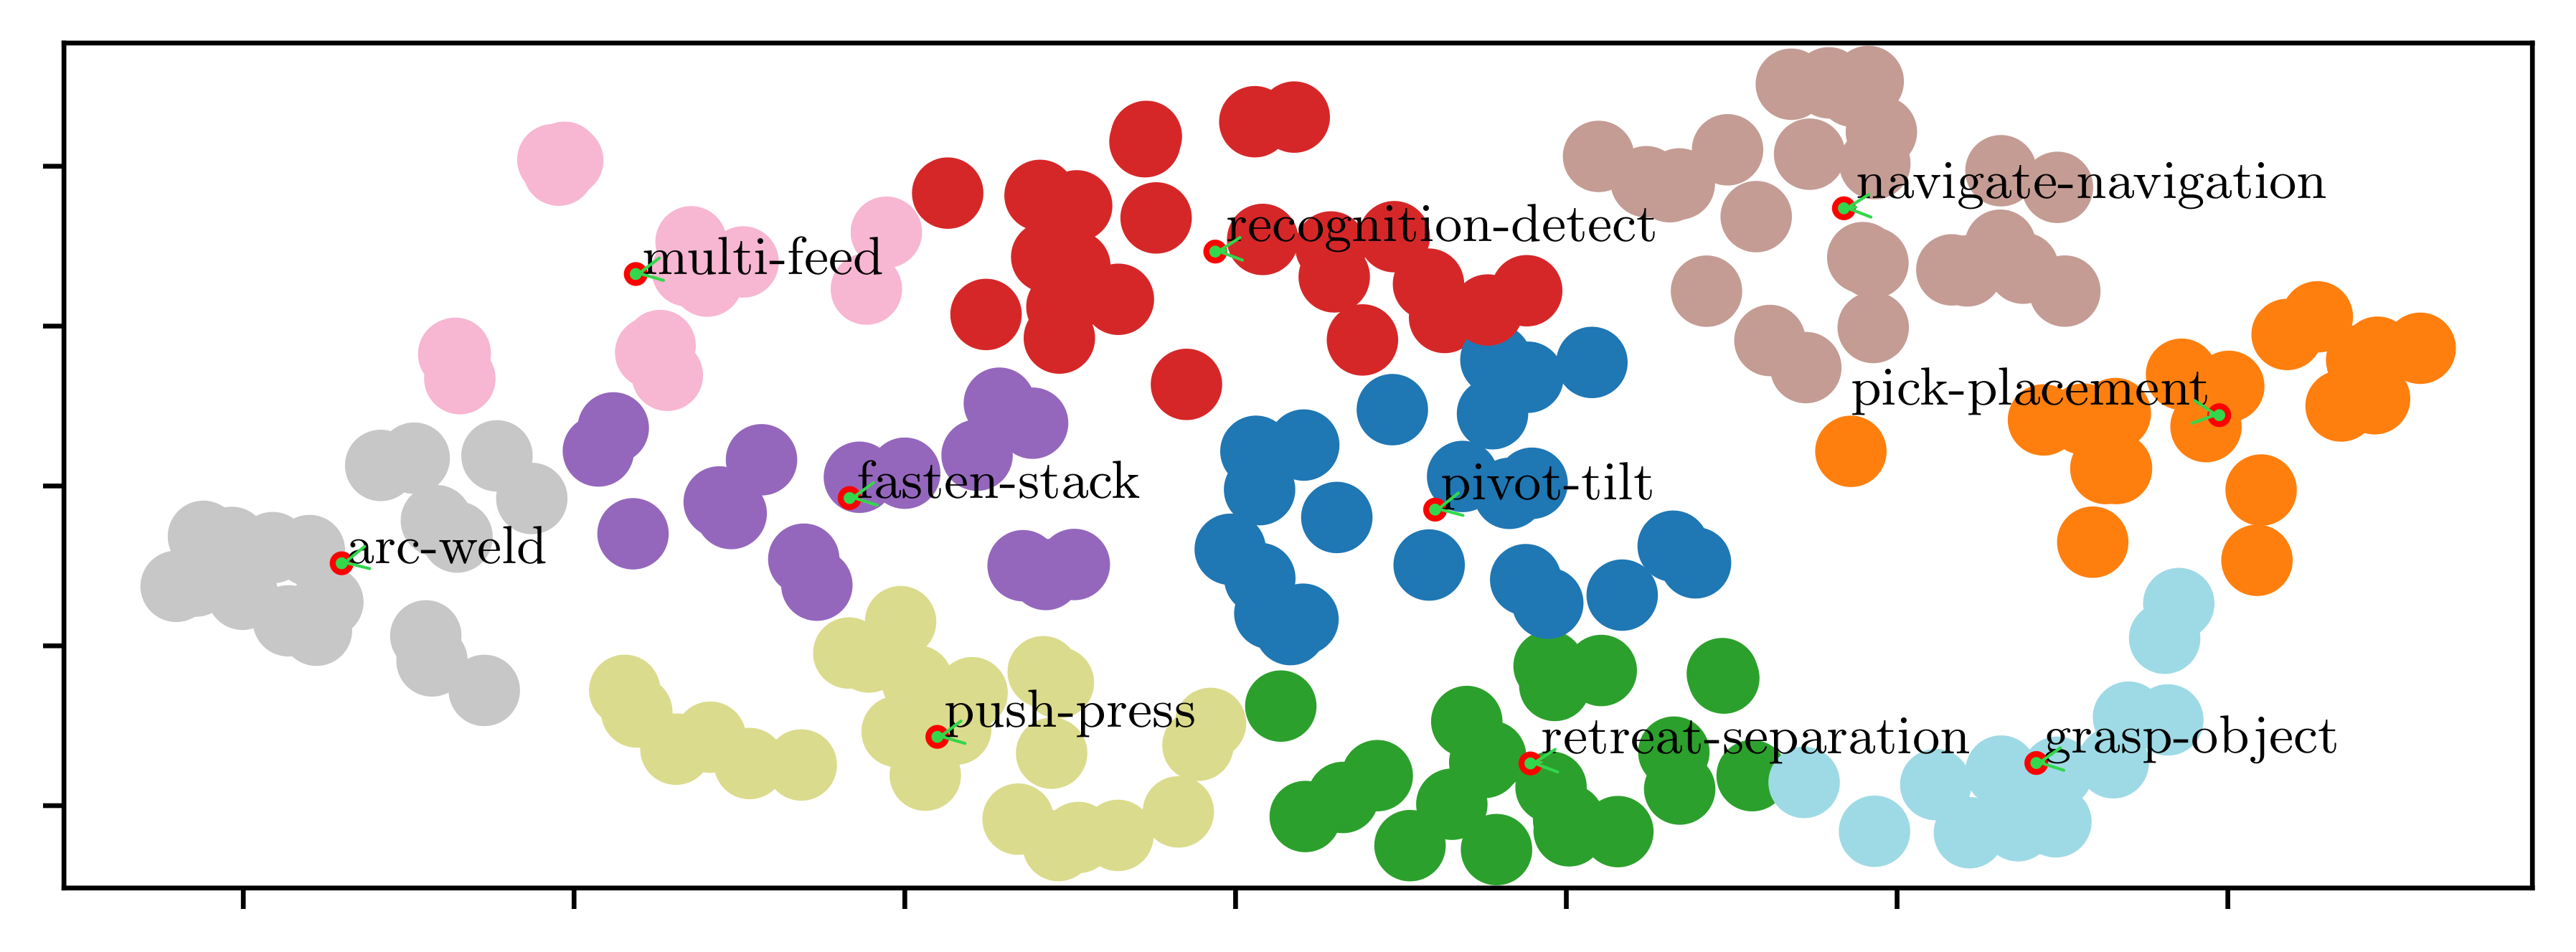 navigate-navigation
recognition-detect
multi-feed
pick-placement
fasten-stack
pivot-tilt
arc-weld
push-press
retreat-separation
grasp-object